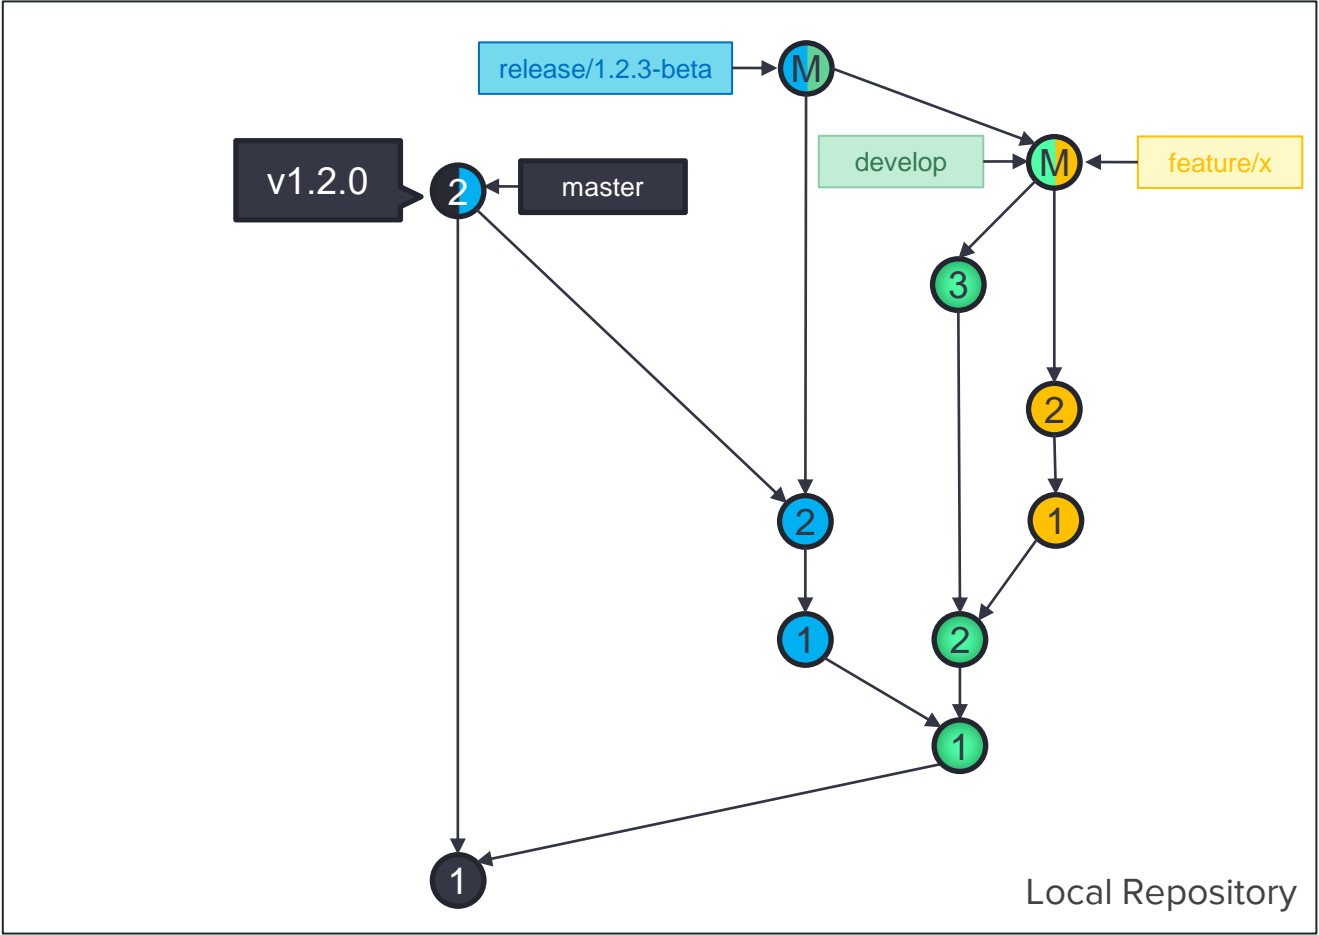 release/1.2.3-beta
M
develop
M
feature/x
v1.2.0
2
master
3
2
2
1
1
2
1
1
Local Repository